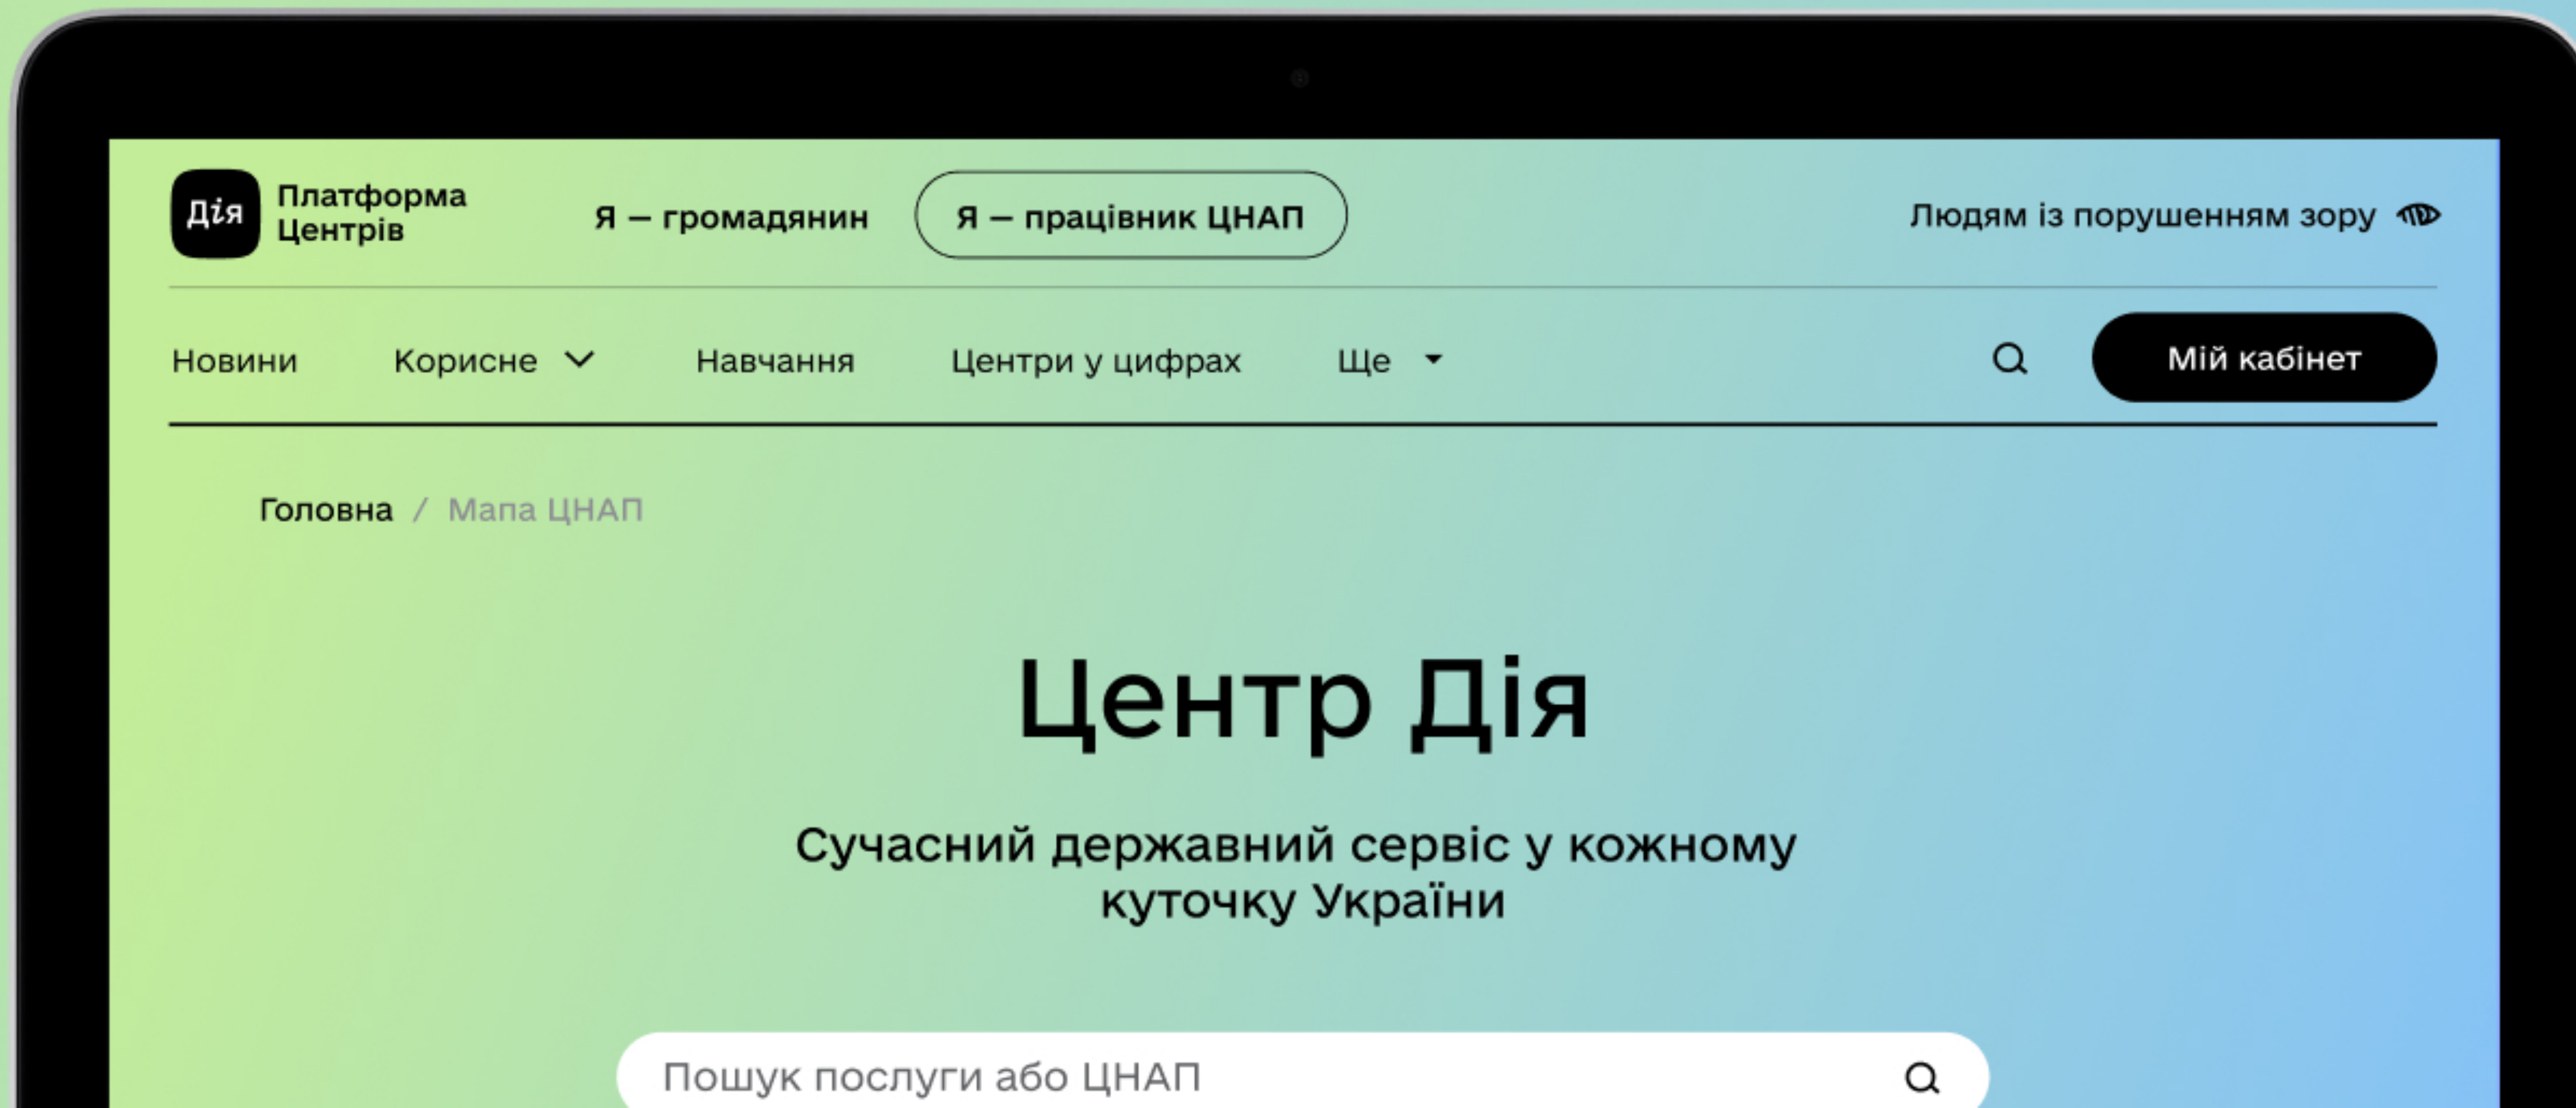 Дія
Платформа
Центрів
Я — громадянин
Я — працівник ЦНАП
Людям із порушенням зору
Новини
Корисне
Навчання
Центри у цифрах
Ще
Мій кабінет
Головна / Мапа ЦНАП
Центр Дія
Сучасний державний сервіс у кожному
куточку України
Пошук послуги або ЦНАП